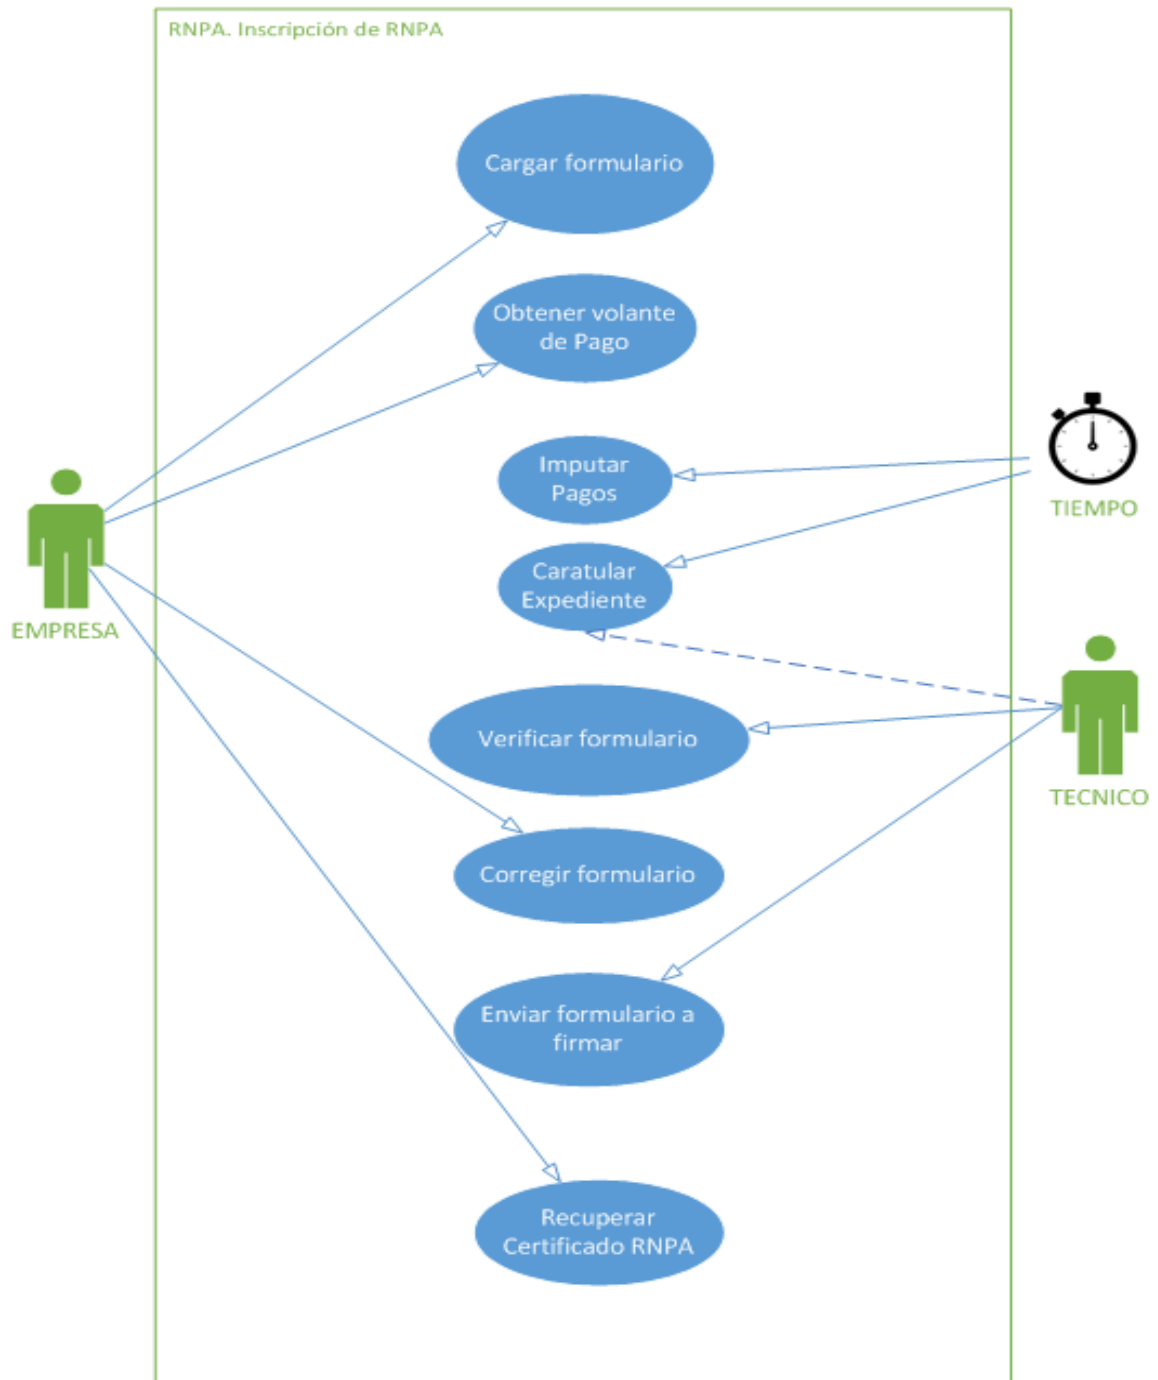 RNPA. Inscripción de RNPA
Cargar formulario
Obtener volante
de Pago
Imputar
Pagos
TIEMPO
Caratular
Expediente
EMPRESA
Verificar formulario
TECNICO
Corregir formulario
Enviar formulario a
firmar
Recuperar
Certificado RNPA